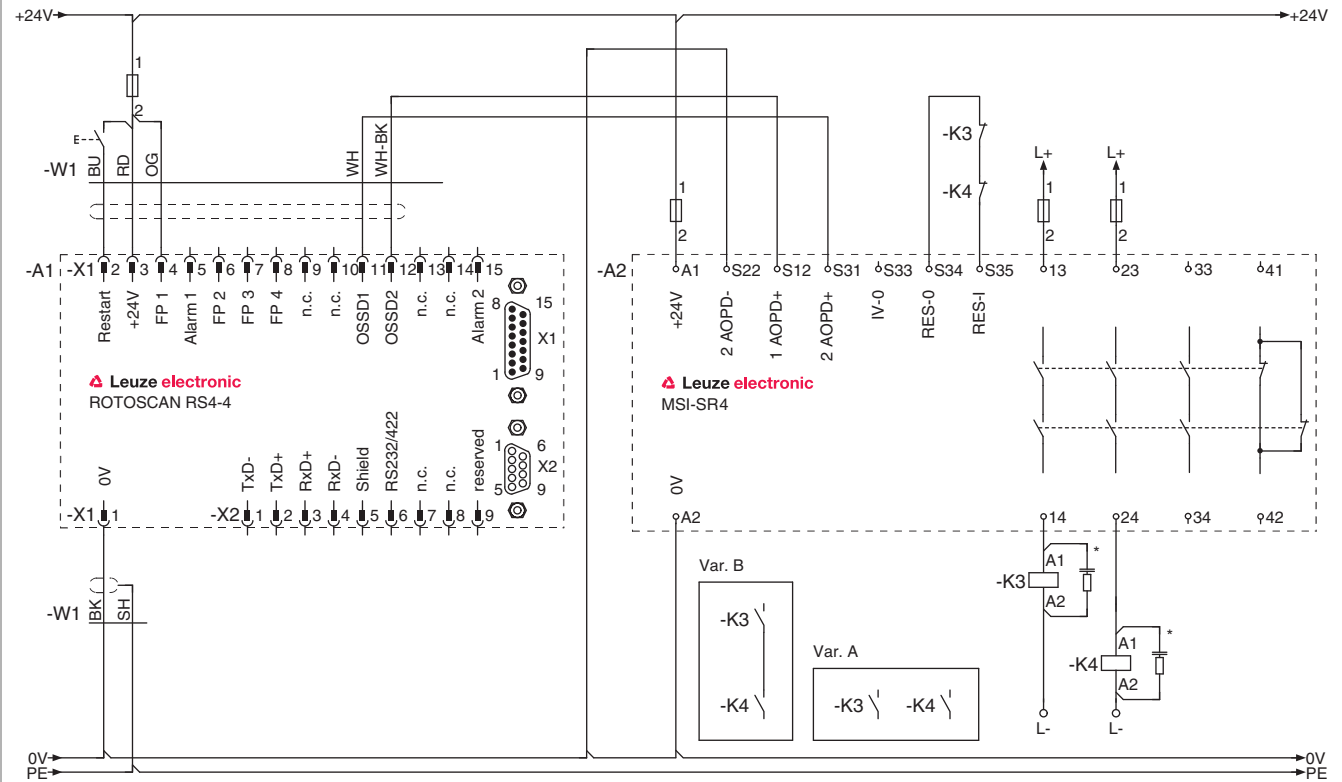 +24V +24V
1
2
-W1 BU RD OG WH WH-BK
-K3
-K4
L+ L+
1 1 1
2 2 2
-A1 -X1 2 3 4 5 6 7 8 9 10 11 12 13 14 15
Restart +24V FP 1 Alarm 1 FP 2 FP 3 FP 4 n.c. n.c. OSSD1 OSSD2 n.c. n.c. Alarm 2
8 15
X1
1 9
Leuze electronic
ROTOSCAN RS4-4
1 6
X2
5 9
0V TxD- TxD+ RxD+ RxD- Shield RS232/422 n.c. n.c. reserved
-X1 1 -X2 1 2 3 4 5 6 7 8 9
-A2 A1 S22 S12 S31 S33 S34 S35 13 23 33 41
+24V 2 AOPD- 1 AOPD+ 2 AOPD+ IV-0 RES-0 RES-I
Leuze electronic
MSI-SR4
0V
A2 14 24 34 42
-W1 BK SH
Var. B
-K3
-K4
Var. A
-K3 -K4
A1 *
-K3
A2
A1 *
-K4
A2
L- L-
0V 0V
PE PE